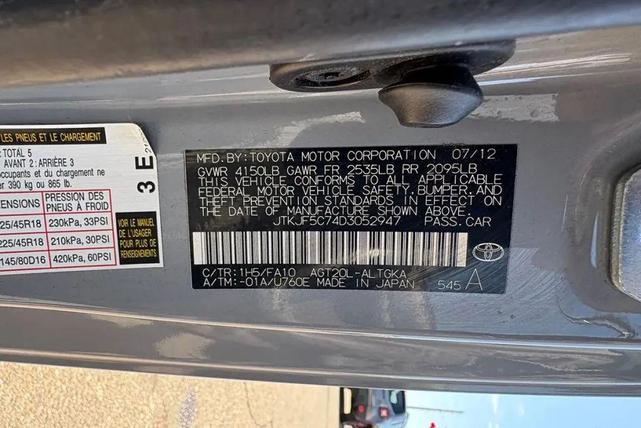 LES PNEUS ET LE CHARGEMENT
TOTAL 5
AVANT 2: ARRIÈRE 3
occupants et du chargement ne
390 kg ou 865 lb.
DIMENSIONS
PRESSION DES PNEUS À FROID
225/45R18
230kPa, 33PSI
225/45R18
210kPa, 30PSI
145/80D16
420kPa, 60PSI
VOIR LE MANUEL
DE L'USAGER
POUR PLUS DE
RENSEIGNEMENTS
3 E
MFD. BY: TOYOTA MOTOR CORPORATION 07/12
GVWR 4150LB GAWR FR 2535LB RR 2095LB
THIS VEHICLE CONFORMS TO ALL APPLICABLE
FEDERAL MOTOR VEHICLE SAFETY, BUMPER, AND
THEFT PREVENTION STANDARDS IN EFFECT ON
THE DATE OF MANUFACTURE SHOWN ABOVE.
JTKJF5C74D3052947 PASS. CAR
C/TR: 1H5/FA10 AGT20L-ALTGKA
A/TM: -01A/U760E MADE IN JAPAN 545 A